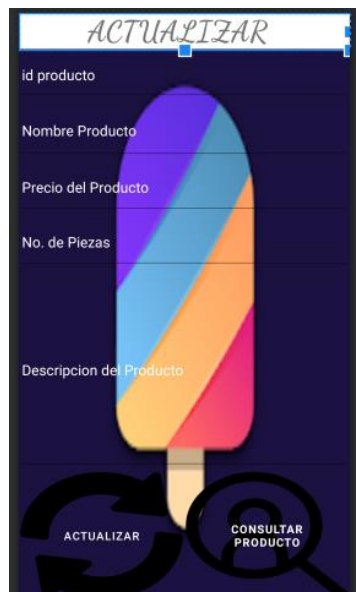 ACTUALIZAR
id producto
Nombre Producto
Precio del Producto
No. de Piezas
Descripcion del Producto
ACTUALIZAR
CONSULTAR
PRODUCTO